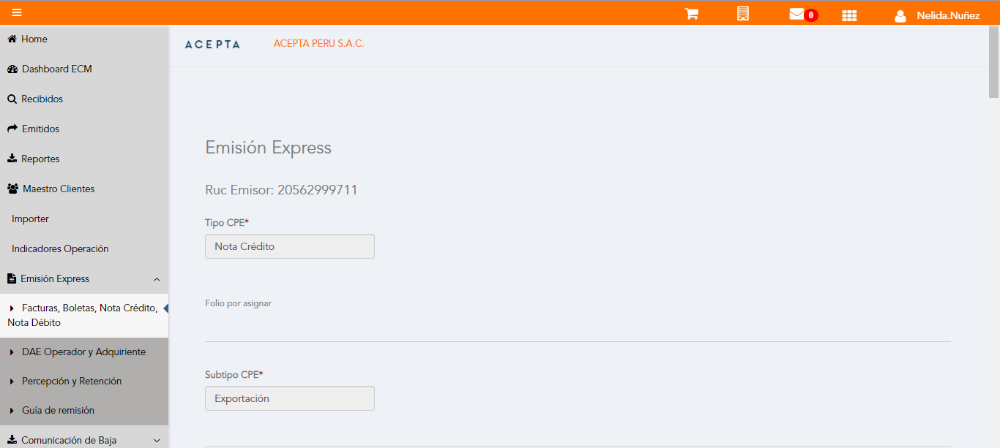 0
Nelida.Nuñez
Home
Dashboard ECM
Recibidos
Emitidos
Reportes
Maestro Clientes
Importer
Indicadores Operación
Emisión Express
Facturas, Boletas, Nota Crédito,
Nota Débito
DAE Operador y Adquiriente
Percepción y Retención
Guía de remisión
Comunicación de Baja
ACEPTA
ACEPTA PERU S.A.C.
Emisión Express
Ruc Emisor: 20562999711
Tipo CPE*
Nota Crédito
Folio por asignar
Subtipo CPE*
Exportación